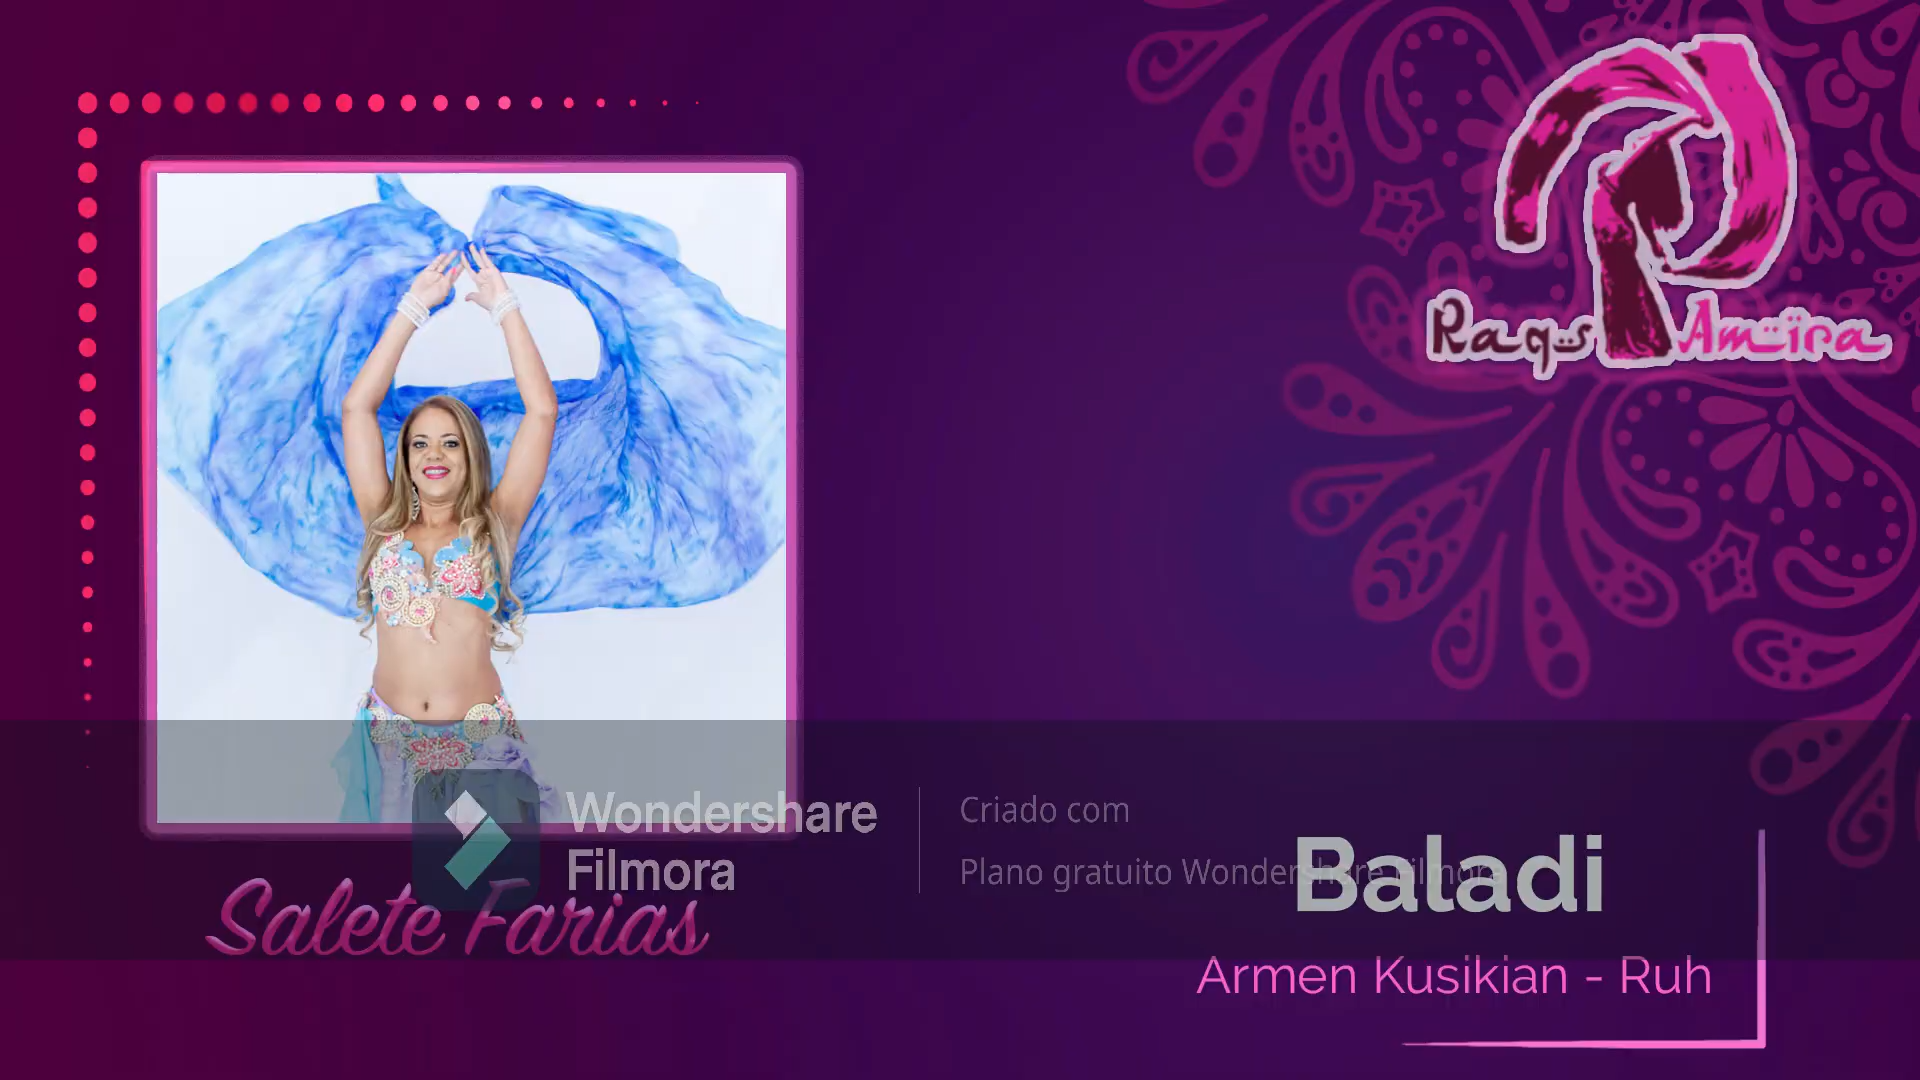 Raqs Amira
Wondershare
Filmora
Criado com
Plano gratuito Wondershare Filmora
Salete Farias
Baladi
Armen Kusikian - Ruh